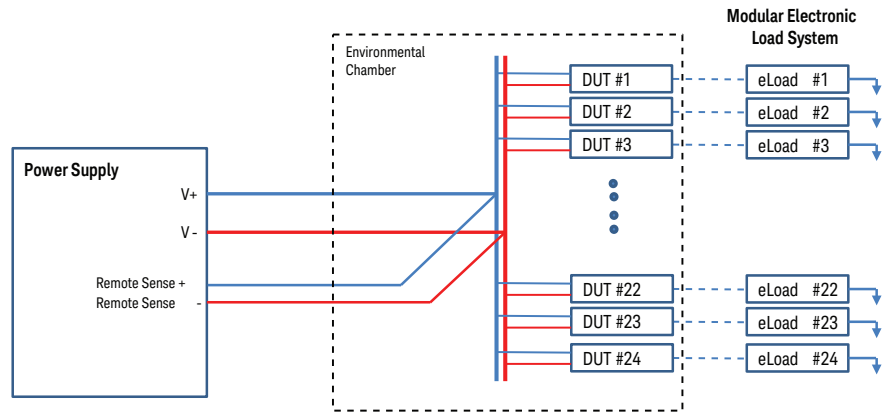 Modular Electronic
Load System
Environmental
Chamber
DUT #1
eLoad #1
DUT #2
eLoad #2
DUT #3
eLoad #3
Power Supply
V+
V -
Remote Sense +
Remote Sense -
DUT #22
eLoad #22
DUT #23
eLoad #23
DUT #24
eLoad #24